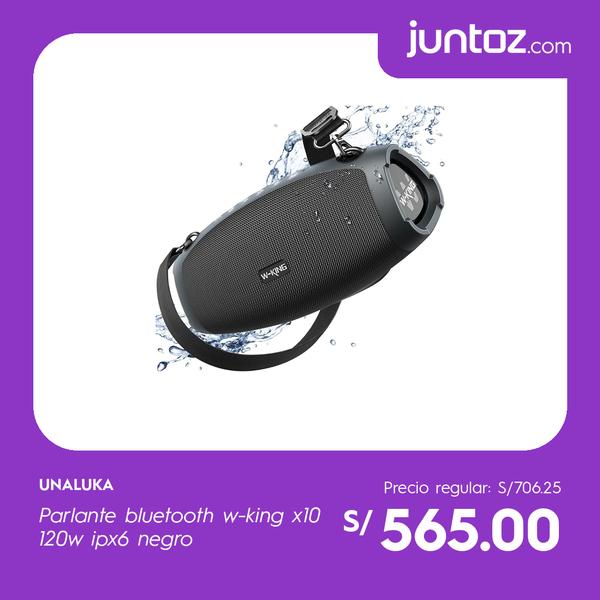 juntoz.com
W-KING
W-KING
UNALUKA
Parlante bluetooth w-king x10
120w ipx6 negro
Precio regular: S/706.25
S/ 565.00